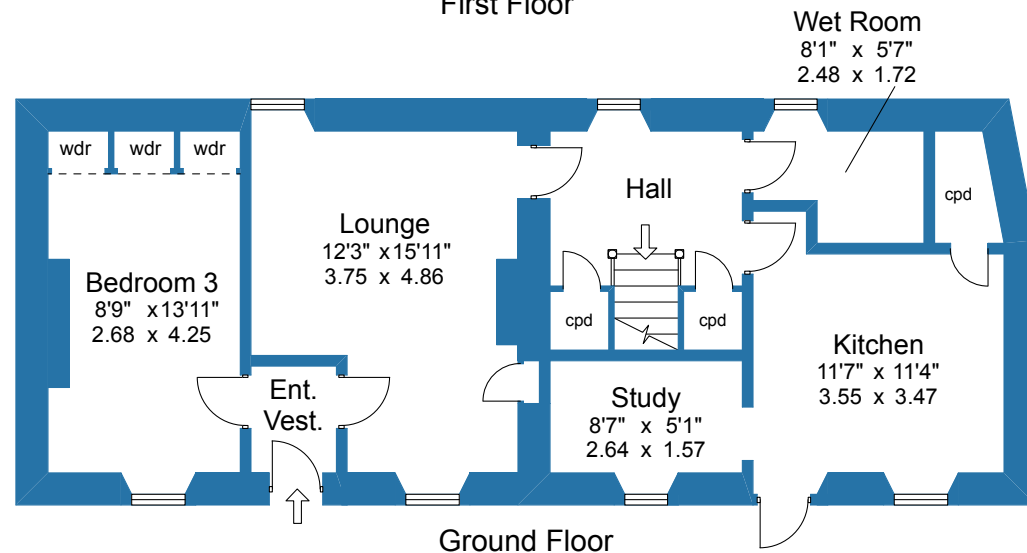 First Floor
Wet Room
8'1" x 5'7"
2.48 x 1.72
wdr
wdr
wdr
Hall
cpd
Lounge
12'3" x 15'11"
3.75 x 4.86
Bedroom 3
8'9" x 13'11"
2.68 x 4.25
cpd
cpd
Kitchen
11'7" x 11'4"
3.55 x 3.47
Ent.
Vest.
Study
8'7" x 5'1"
2.64 x 1.57
Ground Floor